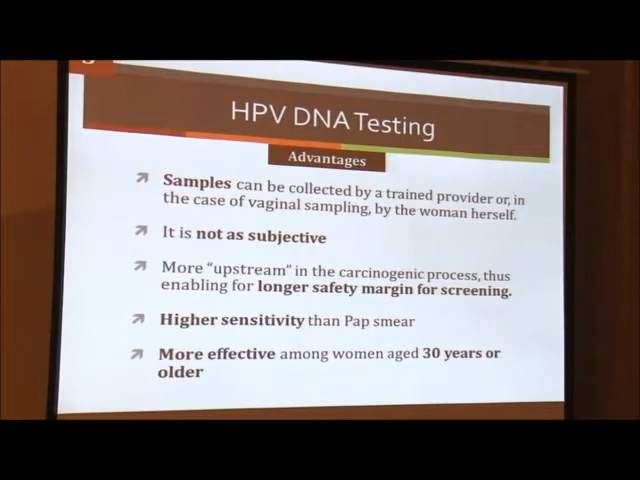 HPV DNA Testing
Advantages
Samples can be collected by a trained provider or, in
the case of vaginal sampling, by the woman herself.
It is not as subjective
More “upstream” in the carcinogenic process, thus
enabling for longer safety margin for screening.
Higher sensitivity than Pap smear
More effective among women aged 30 years or
older